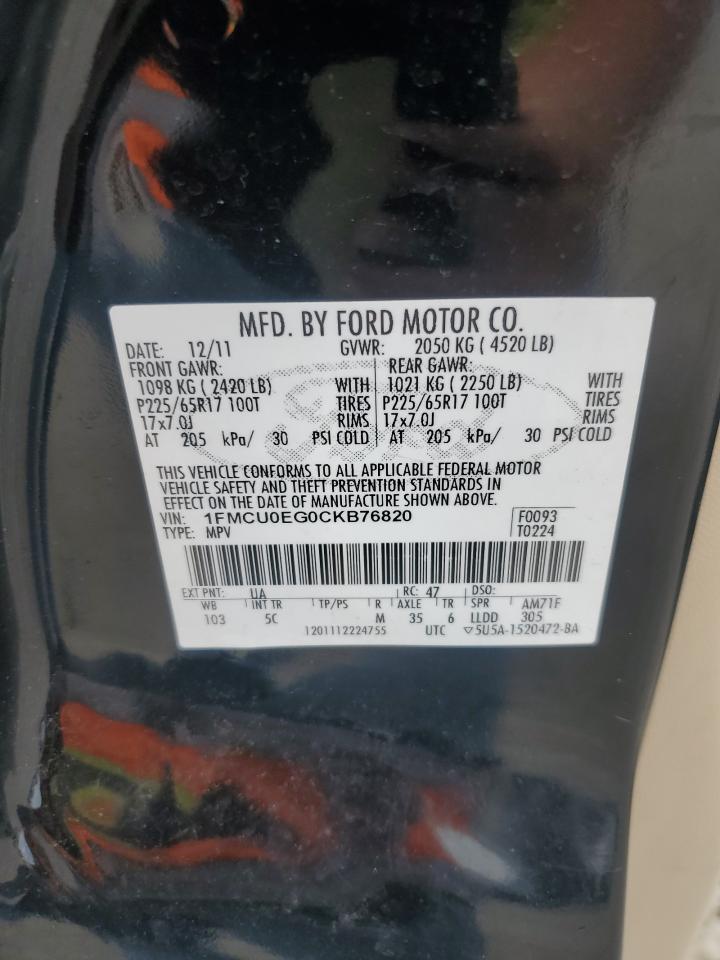 MFD. BY FORD MOTOR CO.
DATE: 12/11 GVWR: 2050 KG ( 4520 LB)
FRONT GAWR: REAR GAWR:
1098 KG ( 2420 LB) WITH 1021 KG ( 2250 LB) WITH
P225/65R17 100T TIRES P225/65R17 100T TIRES
17x7.0J RIMS 17x7.0J RIMS
AT 205 kPa/ 30 PSI COLD AT 205 kPa/ 30 PSI COLD
THIS VEHICLE CONFORMS TO ALL APPLICABLE FEDERAL MOTOR
VEHICLE SAFETY AND THEFT PREVENTION STANDARDS IN
EFFECT ON THE DATE OF MANUFACTURE SHOWN ABOVE.
VIN: 1FMCU0EG0CKB76820 F0093
TYPE: MPV T0224
EXT PNT: UA RC: 47 DSO:
WB INT TR TP/PS R AXLE TR SPR AM71F
103 5C M 35 6 LLDD 305
1201112224755 UTC ▽5U5A-1520472-BA